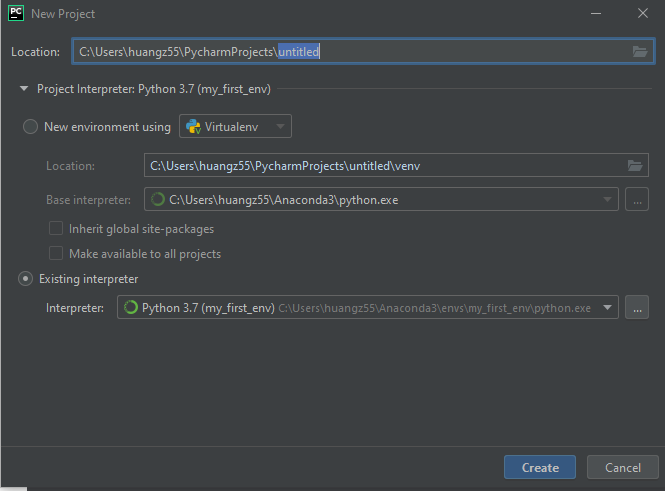 PC New Project
Location: C:\Users\huangz55\PycharmProjects\untitled
Project Interpreter: Python 3.7 (my_first_env)
New environment using Virtualenv
Location: C:\Users\huangz55\PycharmProjects\untitled\venv
Base interpreter: C:\Users\huangz55\Anaconda3\python.exe ...
Inherit global site-packages
Make available to all projects
Existing interpreter
Interpreter: Python 3.7 (my_first_env) C:\Users\huangz55\Anaconda3\envs\my_first_env\python.exe ...
Create Cancel